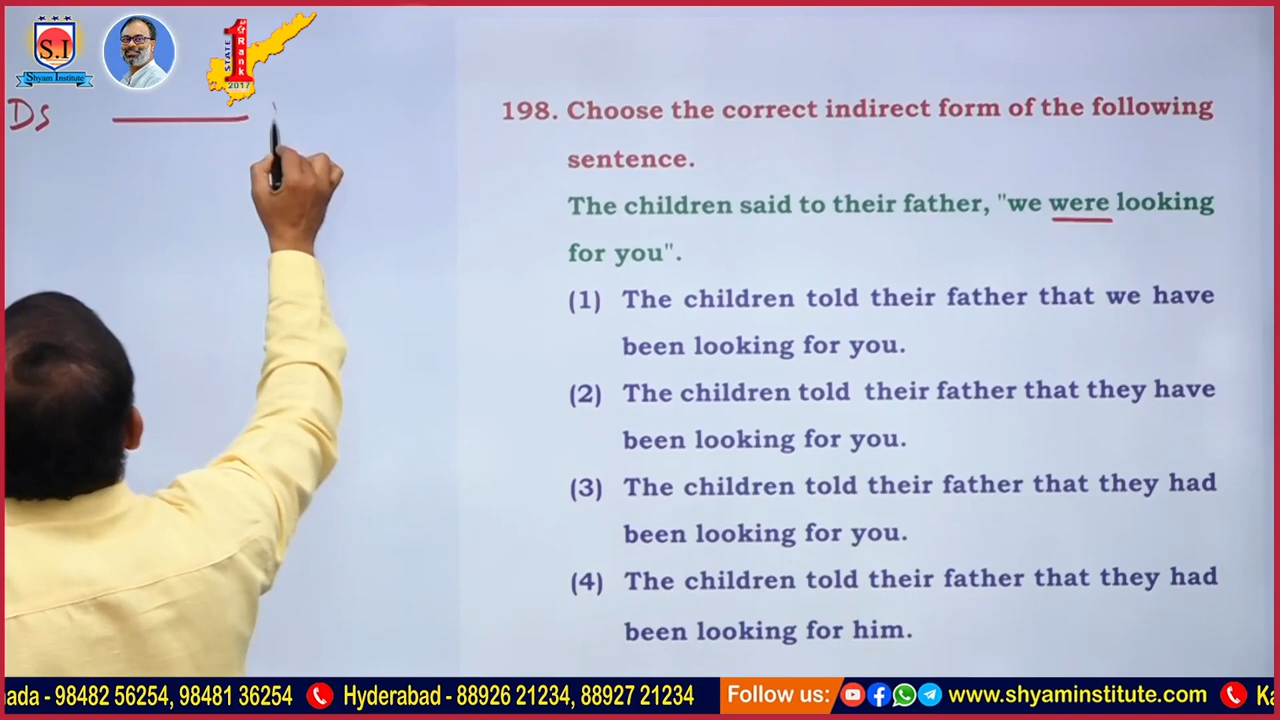 S.I
Shyam Institute
STATE
1
Rank
2017
Ds
198. Choose the correct indirect form of the following
sentence.
The children said to their father, "we were looking
for you".
(1) The children told their father that we have
been looking for you.
(2) The children told their father that they have
been looking for you.
(3) The children told their father that they had
been looking for you.
(4) The children told their father that they had
been looking for him.
nada - 98482 56254, 98481 36254 Hyderabad - 88926 21234, 88927 21234 Follow us: www.shyaminstitute.com Ka